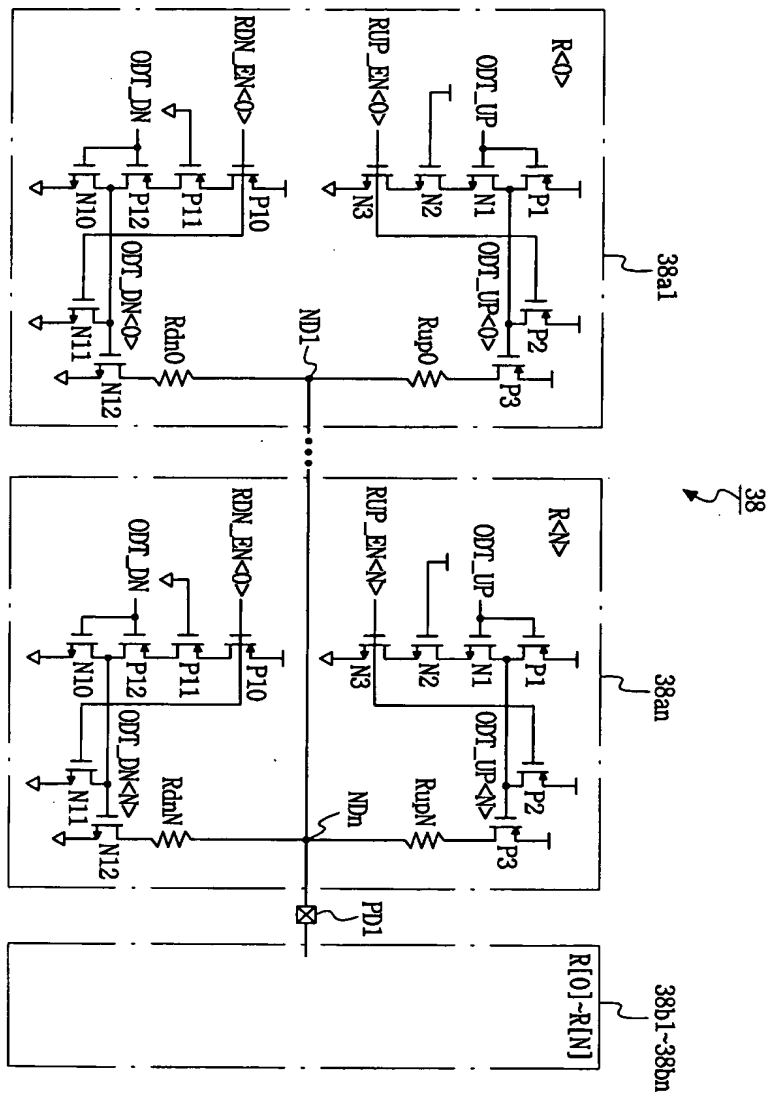 38
38a1
R<0>
ODT_UP
P1
N1
N2
RUP_EN<0>
N3
P2
ODT_UP<0>
P3
Rup0
ND1
RDN_EN<0>
P10
P11
P12
ODT_DN
N10
ODT_DN<0>
N11
N12
Rdn0
38an
R<N>
ODT_UP
P1
N1
N2
RUP_EN<N>
N3
P2
ODT_UP<N>
P3
RupN
NDn
RDN_EN<0>
P10
P11
P12
ODT_DN
N10
ODT_DN<N>
N11
N12
RdnN
PD1
38b1~38bn
R[0]~R[N]